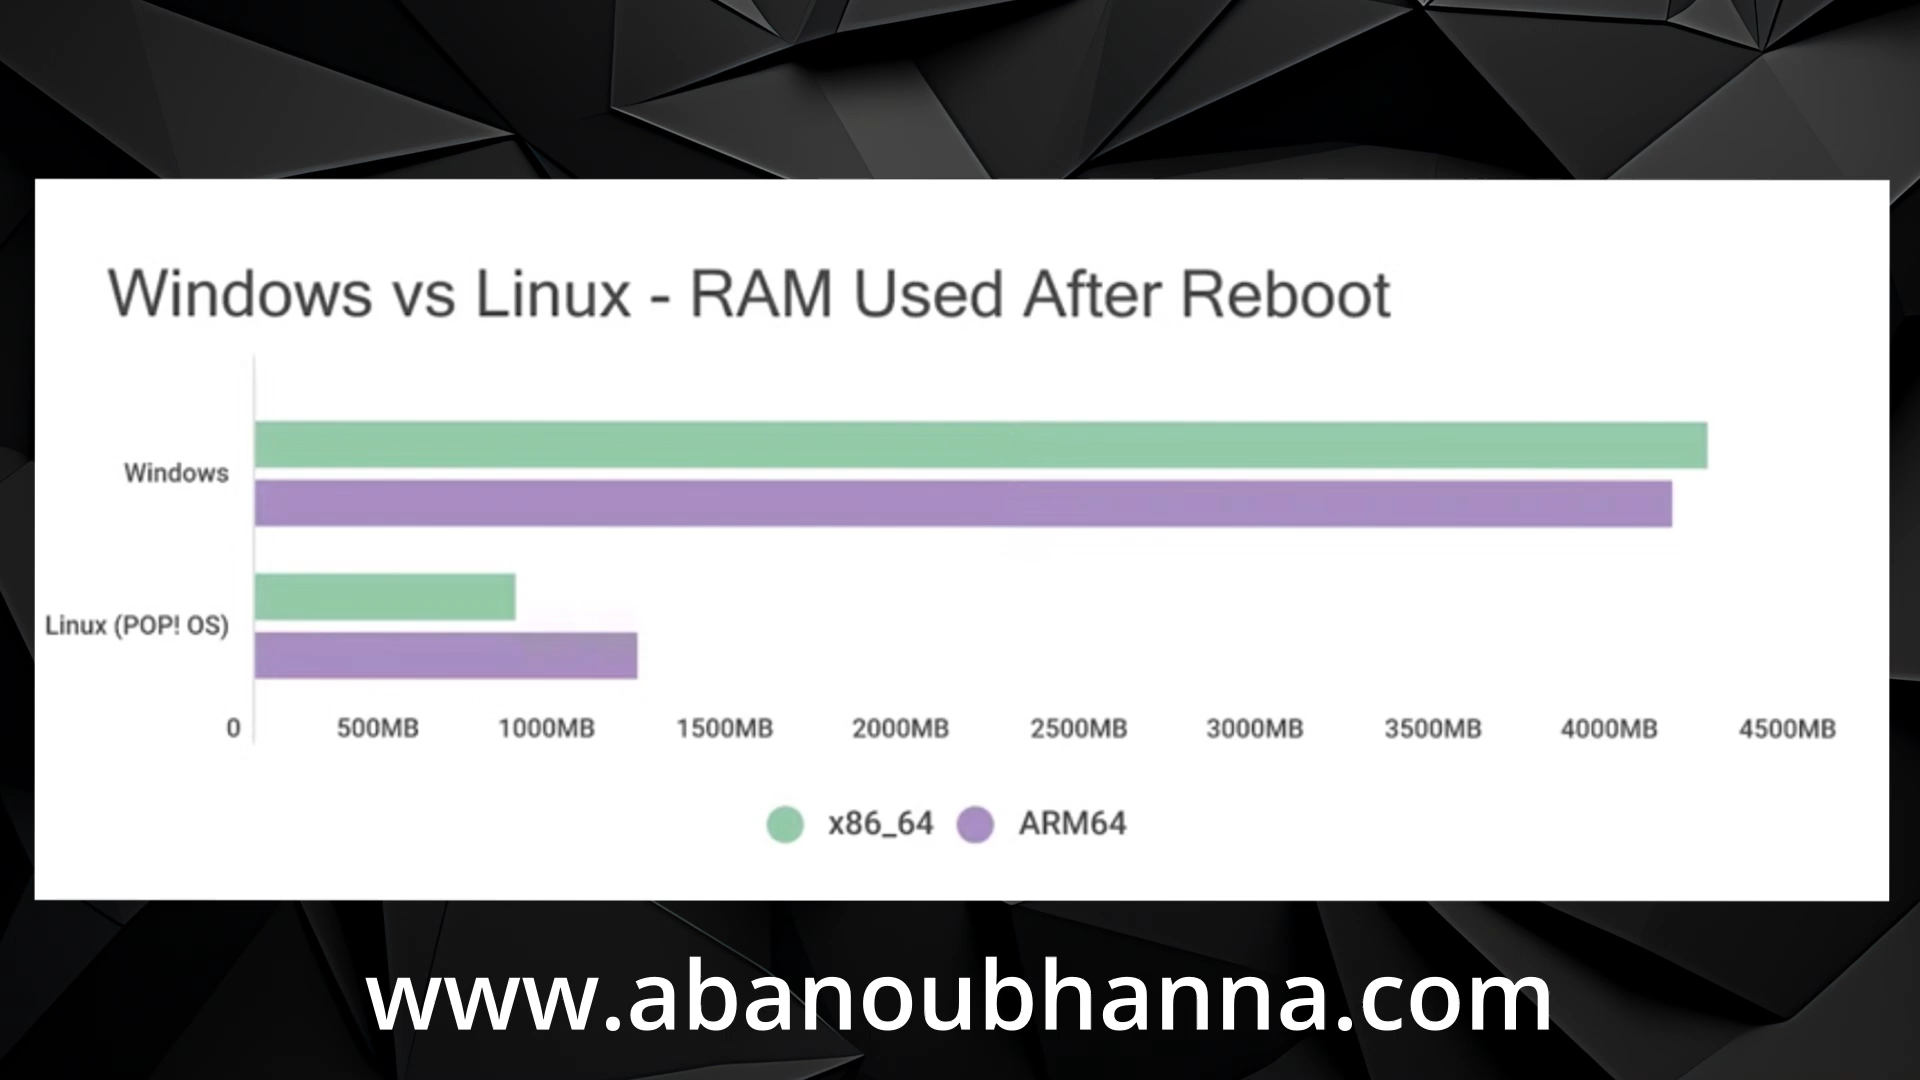 Windows vs Linux - RAM Used After Reboot
Windows
Linux (POP! OS)
0 500MB 1000MB 1500MB 2000MB 2500MB 3000MB 3500MB 4000MB 4500MB
x86_64 ARM64
www.abanoubhanna.com